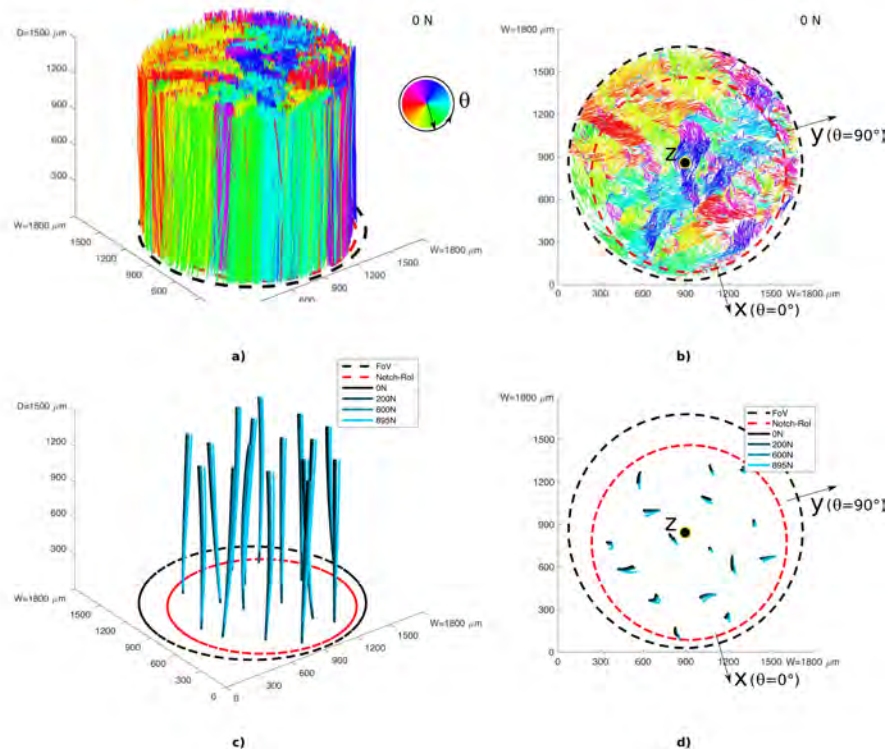 D=1500 μm
1200
900
600
300
W=1800 μm
1500
1200
900
600
600
900
1200
1500
W=1800 μm
0 N
θ
a)
0 N
W=1800 μm
1500
1200
900
600
300
0
0
300
600
900
1200
1500
W=1800 μm
Z
y (θ=90°)
x (θ=0°)
b)
D=1500 μm
1200
900
600
300
W=1800 μm
1500
1200
900
600
300
0
0
300
600
900
1200
1500
W=1800 μm
FoV
Notch-RoI
0N
200N
600N
895N
c)
W=1800 μm
1500
1200
900
600
300
0
0
300
600
900
1200
1500
W=1800 μm
FoV
Notch-RoI
0N
200N
600N
895N
Z
y (θ=90°)
x (θ=0°)
d)